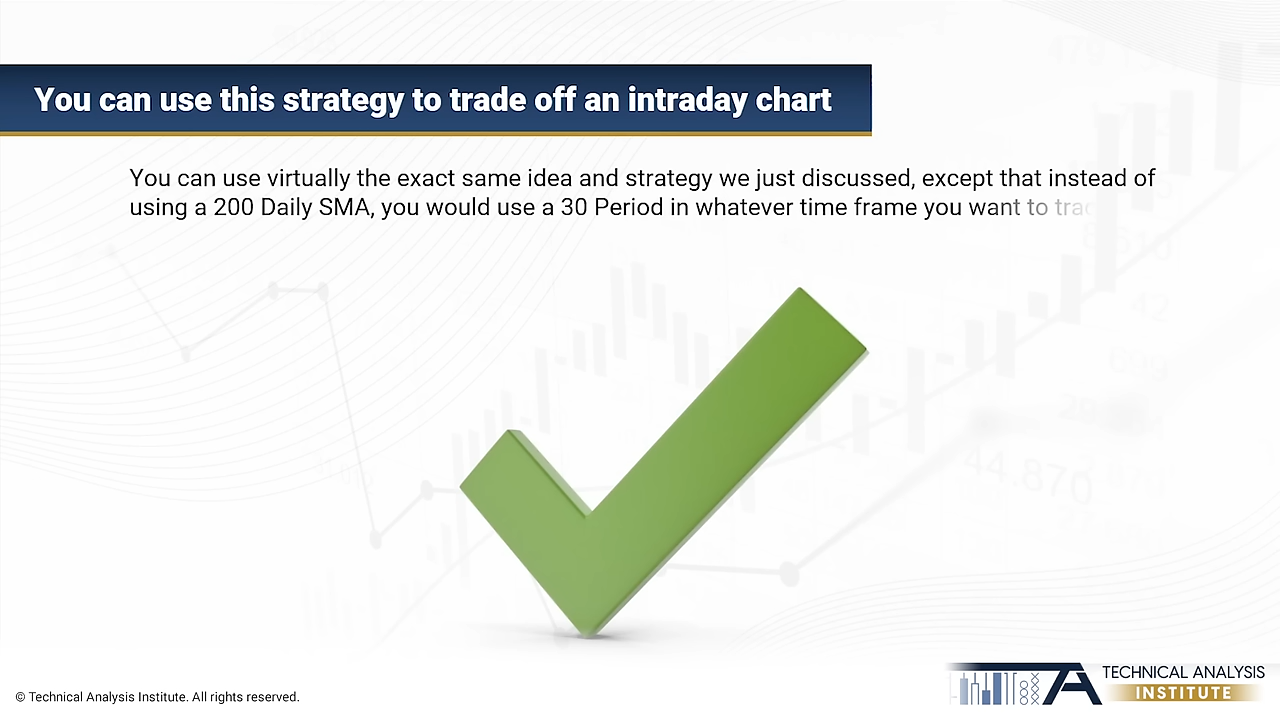 You can use this strategy to trade off an intraday chart
You can use virtually the exact same idea and strategy we just discussed, except that instead of
using a 200 Daily SMA, you would use a 30 Period in whatever time frame you want to
44.870
© Technical Analysis Institute. All rights reserved.
TECHNICAL ANALYSIS
INSTITUTE